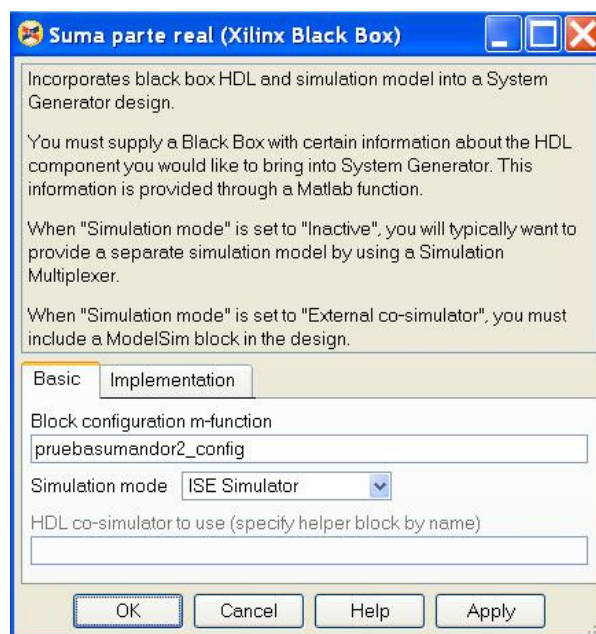 Suma parte real (Xilinx Black Box)
Incorporates black box HDL and simulation model into a System
Generator design.
You must supply a Black Box with certain information about the HDL
component you would like to bring into System Generator. This
information is provided through a Matlab function.
When "Simulation mode" is set to "Inactive", you will typically want to
provide a separate simulation model by using a Simulation
Multiplexer.
When "Simulation mode" is set to "External co-simulator", you must
include a ModelSim block in the design.
Basic Implementation
Block configuration m-function
pruebasumandor2_config
Simulation mode ISE Simulator
HDL co-simulator to use (specify helper block by name)
OK Cancel Help Apply